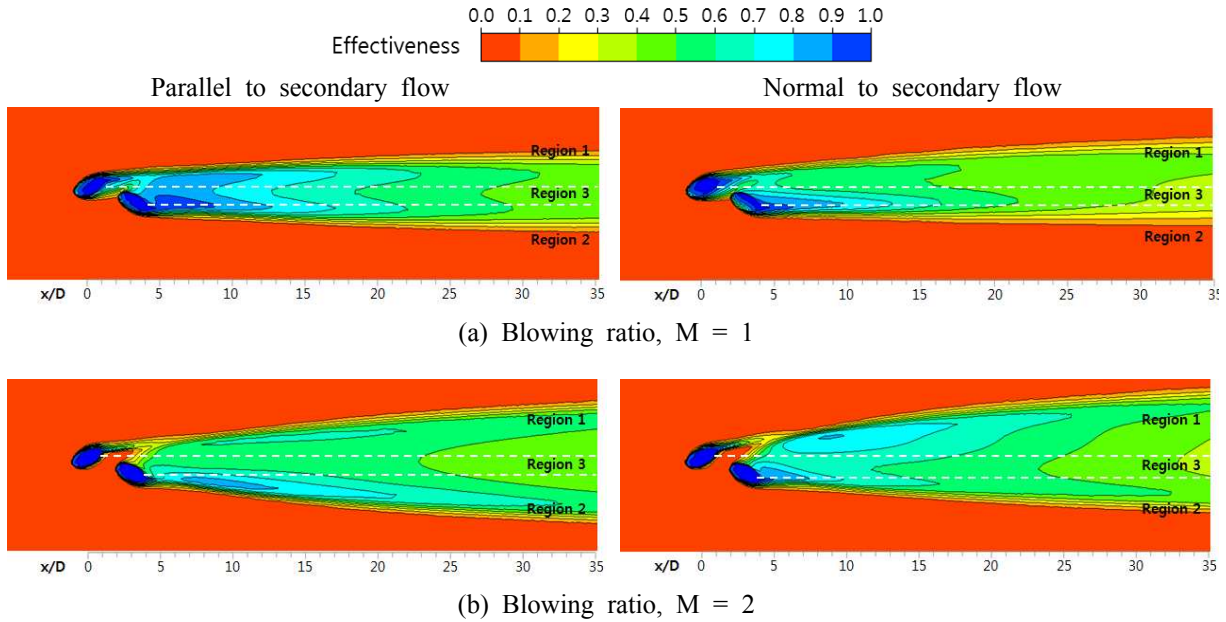 0.0 0.1 0.2 0.3 0.4 0.5 0.6 0.7 0.8 0.9 1.0
Effectiveness
Parallel to secondary flow
Normal to secondary flow
Region 1
Region 3
Region 2
x/D 0 5 10 15 20 25 30 35
Region 1
Region 3
Region 2
x/D 0 5 10 15 20 25 30 35
(a) Blowing ratio, M = 1
Region 1
Region 3
Region 2
x/D 0 5 10 15 20 25 30 35
Region 1
Region 3
Region 2
x/D 0 5 10 15 20 25 30 35
(b) Blowing ratio, M = 2